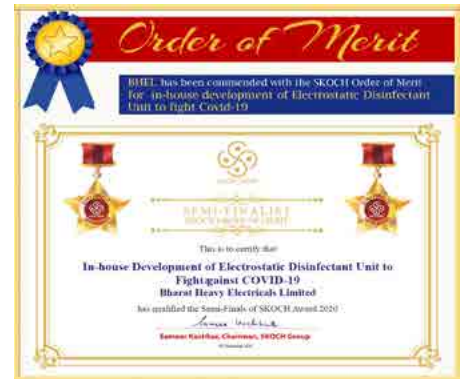 Order of Merit
BHEL has been commended with the SKOCH Order of Merit
for in-house development of Electrostatic Disinfectant
Unit to fight Covid-19
SEMI-FINALIST
This is to certify that
In-house Development of Electrostatic Disinfectant Unit to
Fight against COVID-19
Bharat Heavy Electricals Limited
has qualified the Semi-Finals of SKOCH Award 2020
Sameer Kochhar, Chairman, SKOCH Group